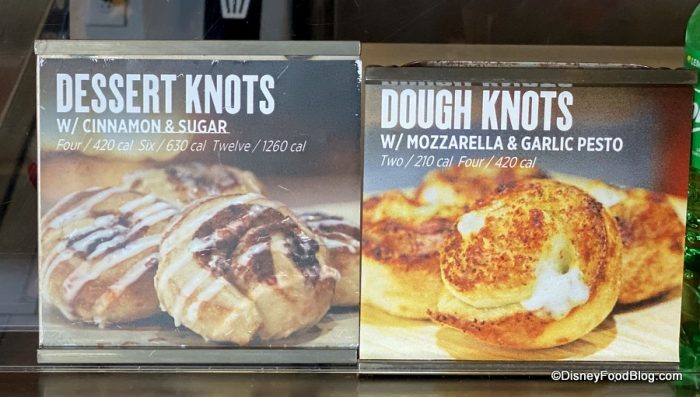 DESSERT KNOTS
W/ CINNAMON & SUGAR
Four / 420 cal Six / 630 cal Twelve / 1260 cal
DOUGH KNOTS
W/ MOZZARELLA & GARLIC PESTO
Two / 210 cal Four / 420 cal
©DisneyFoodBlog.com